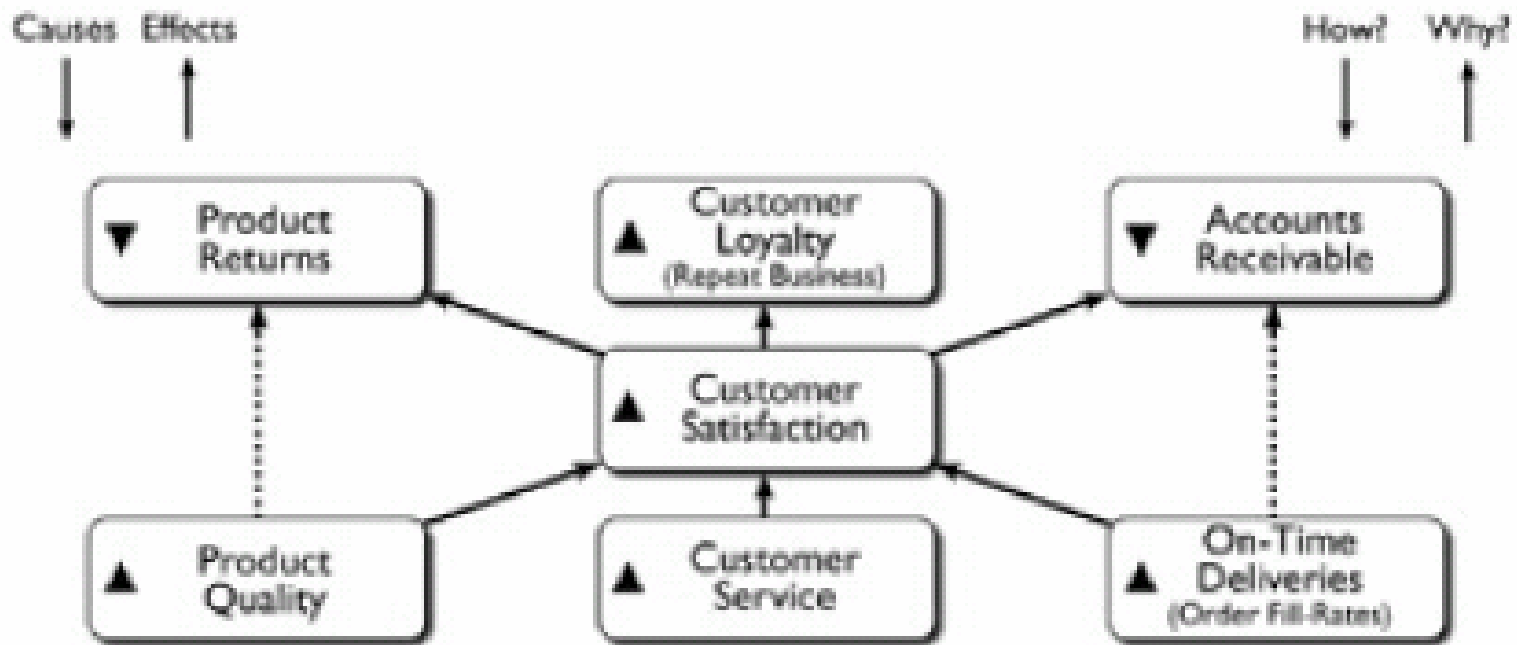 Causes Effects
How? Why?
Product
Returns
Customer
Loyalty
(Repeat Business)
Accounts
Receivable
Customer
Satisfaction
Product
Quality
Customer
Service
On-Time
Deliveries
(Order Fill-Rates)